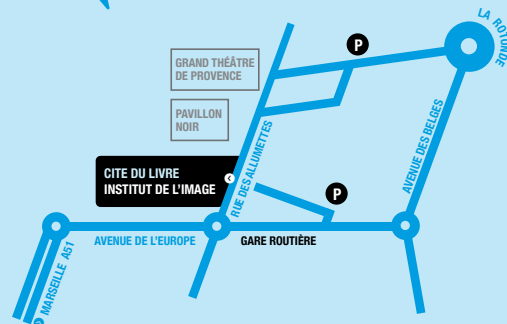 LA ROTONDE
P
GRAND THÉÂTRE
DE PROVENCE
PAVILLON
NOIR
RUE DES ALLUMETTES
AVENUE DES BELGES
CITE DU LIVRE
INSTITUT DE L'IMAGE
P
AVENUE DE L'EUROPE
GARE ROUTIÈRE
MARSEILLE A51